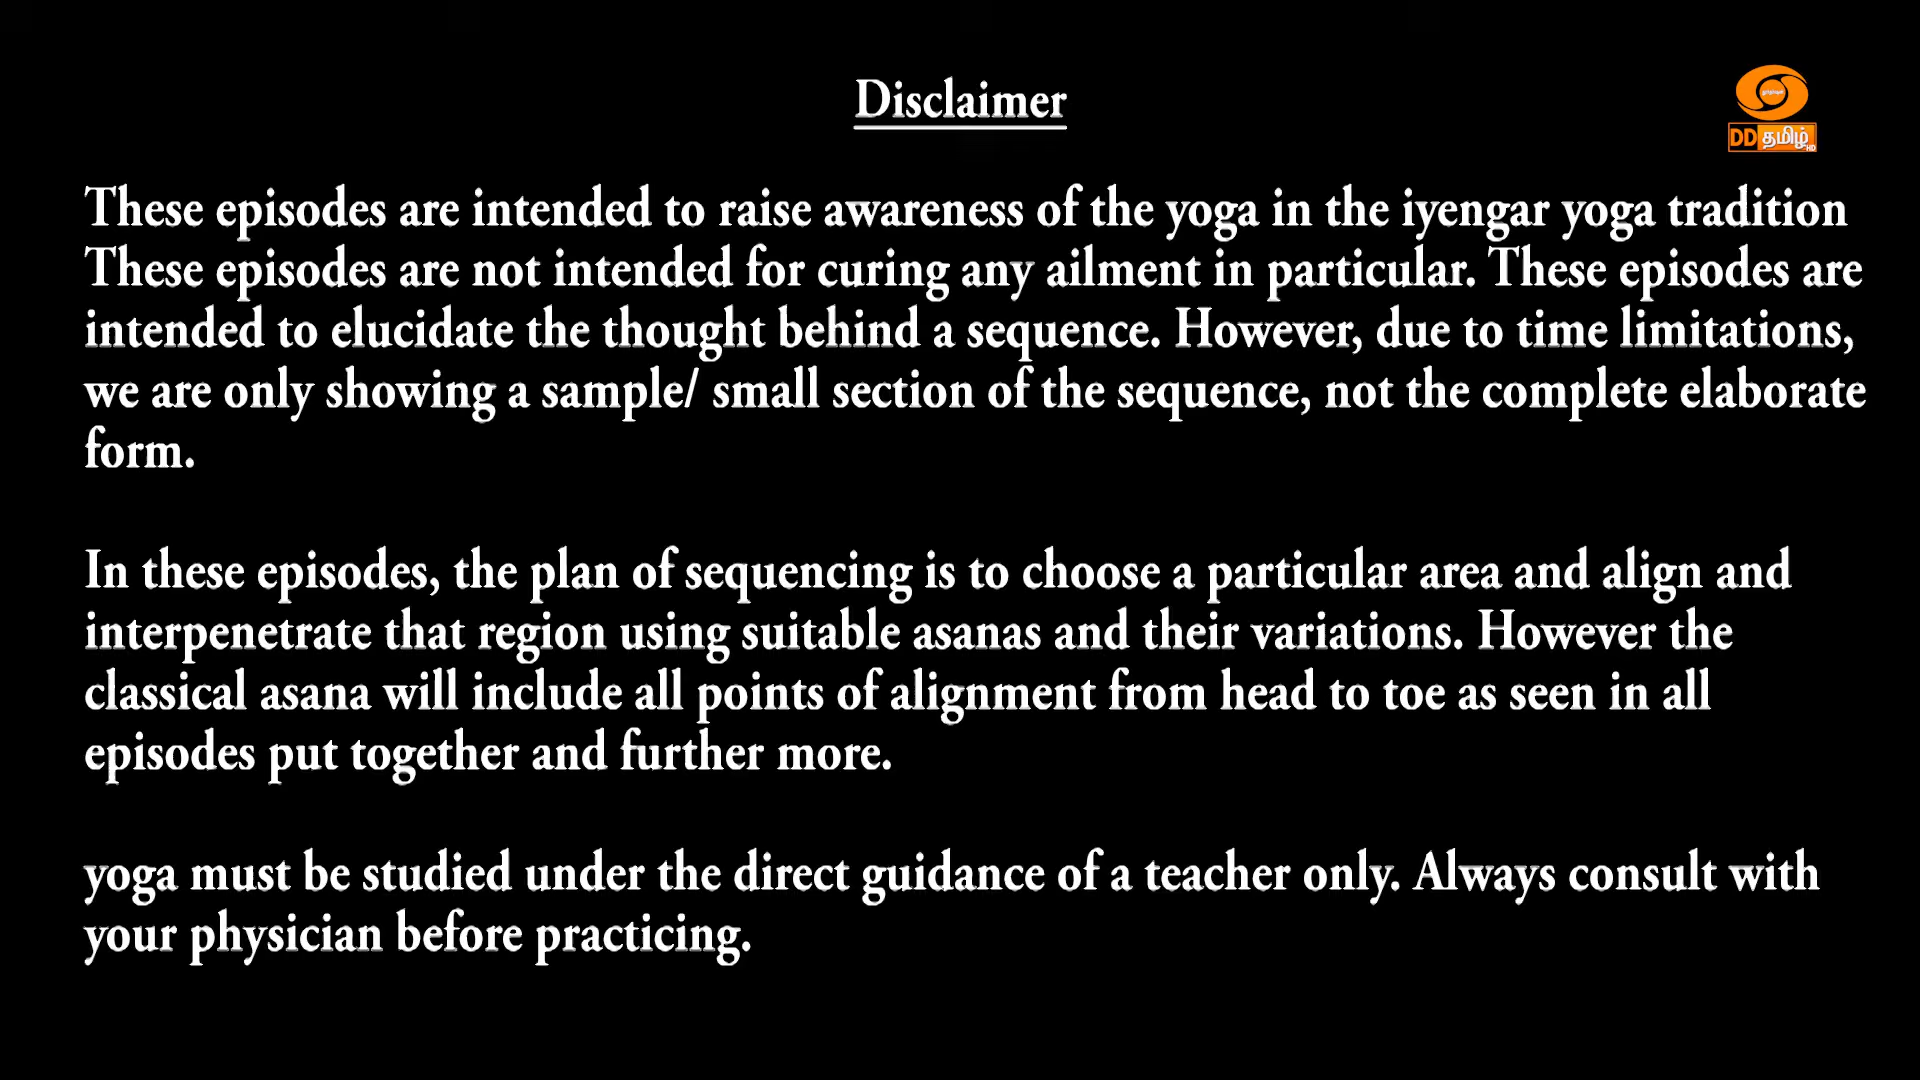 Disclaimer
DD தமிழ் HD
These episodes are intended to raise awareness of the yoga in the iyengar yoga tradition
These episodes are not intended for curing any ailment in particular. These episodes are
intended to elucidate the thought behind a sequence. However, due to time limitations,
we are only showing a sample/ small section of the sequence, not the complete elaborate
form.
In these episodes, the plan of sequencing is to choose a particular area and align and
interpenetrate that region using suitable asanas and their variations. However the
classical asana will include all points of alignment from head to toe as seen in all
episodes put together and further more.
yoga must be studied under the direct guidance of a teacher only. Always consult with
your physician before practicing.